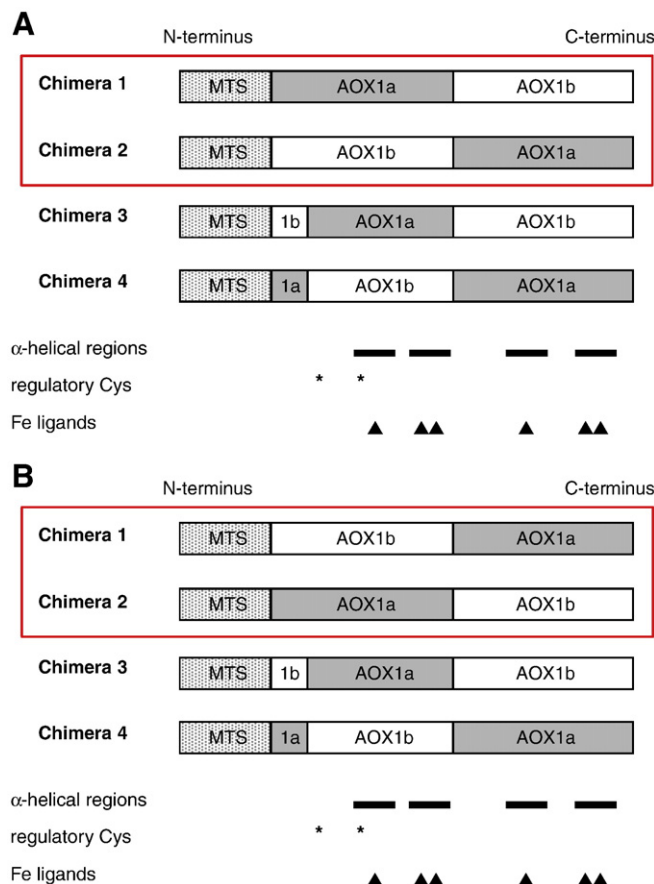 A
N-terminus C-terminus
Chimera 1 MTS AOX1a AOX1b
Chimera 2 MTS AOX1b AOX1a
Chimera 3 MTS 1b AOX1a AOX1b
Chimera 4 MTS 1a AOX1b AOX1a
α-helical regions
regulatory Cys * *
Fe ligands
B
N-terminus C-terminus
Chimera 1 MTS AOX1b AOX1a
Chimera 2 MTS AOX1a AOX1b
Chimera 3 MTS 1b AOX1a AOX1b
Chimera 4 MTS 1a AOX1b AOX1a
α-helical regions
regulatory Cys * *
Fe ligands